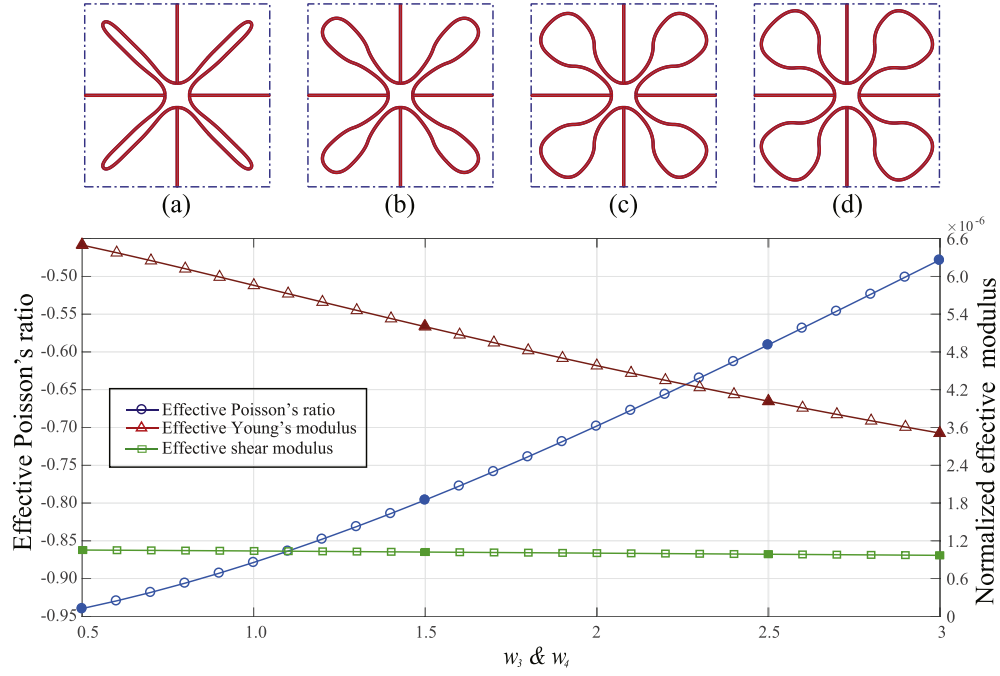 (a) (b) (c) (d)
×10⁻⁶
Effective Poisson's ratio
-0.50
-0.55
-0.60
-0.65
-0.70
-0.75
-0.80
-0.85
-0.90
-0.95
Effective Poisson's ratio
Effective Young's modulus
Effective shear modulus
6.6
6.0
5.4
4.8
4.2
3.6
2.4
1.8
1.2
0.6
0
Normalized effective modulus
0.5 1.0 1.5 2 2.5 3
w₃ & w₄